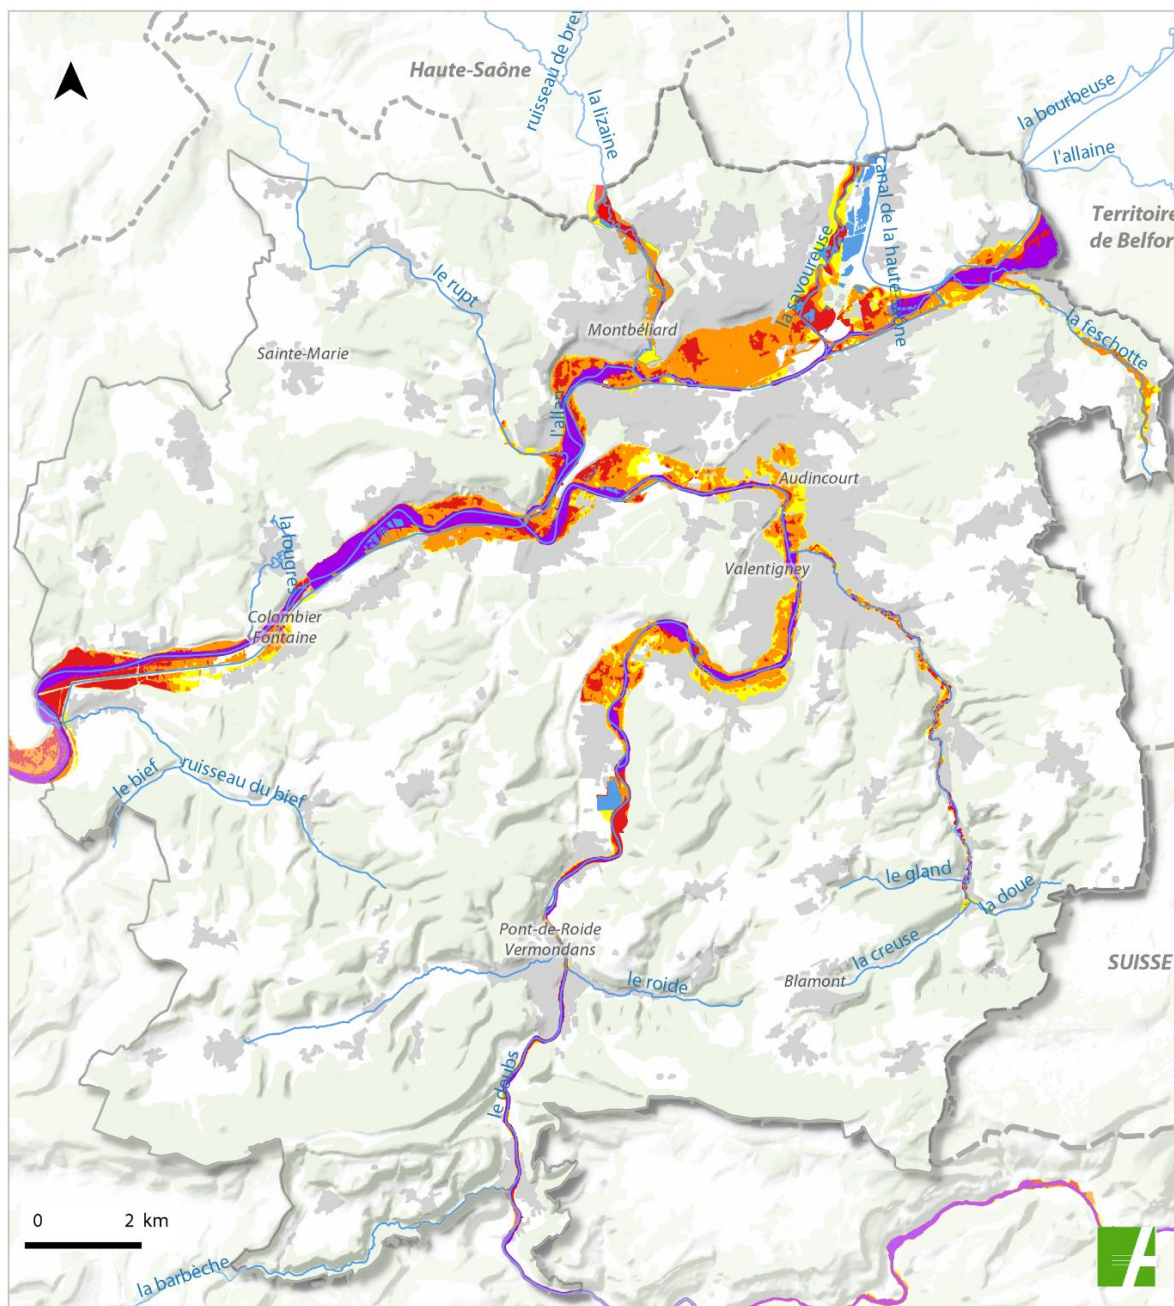 ruisseau de brev
Haute-Saône
la lizaine
la bourbeuse
l'allaine
canal de la haute-saône
Territoire
de Belfor
la savoureuse
le rupt
Montbéliard
la feschotte
Sainte-Marie
l'allan
Audincourt
la lougres
Valentigney
Colombier
Fontaine
le bief
ruisseau du bief
le gland
la doue
Pont-de-Roide
Vermondans
la creuse
le roide
Blamont
SUISSE
le doubs
0 2 km
la barbèche